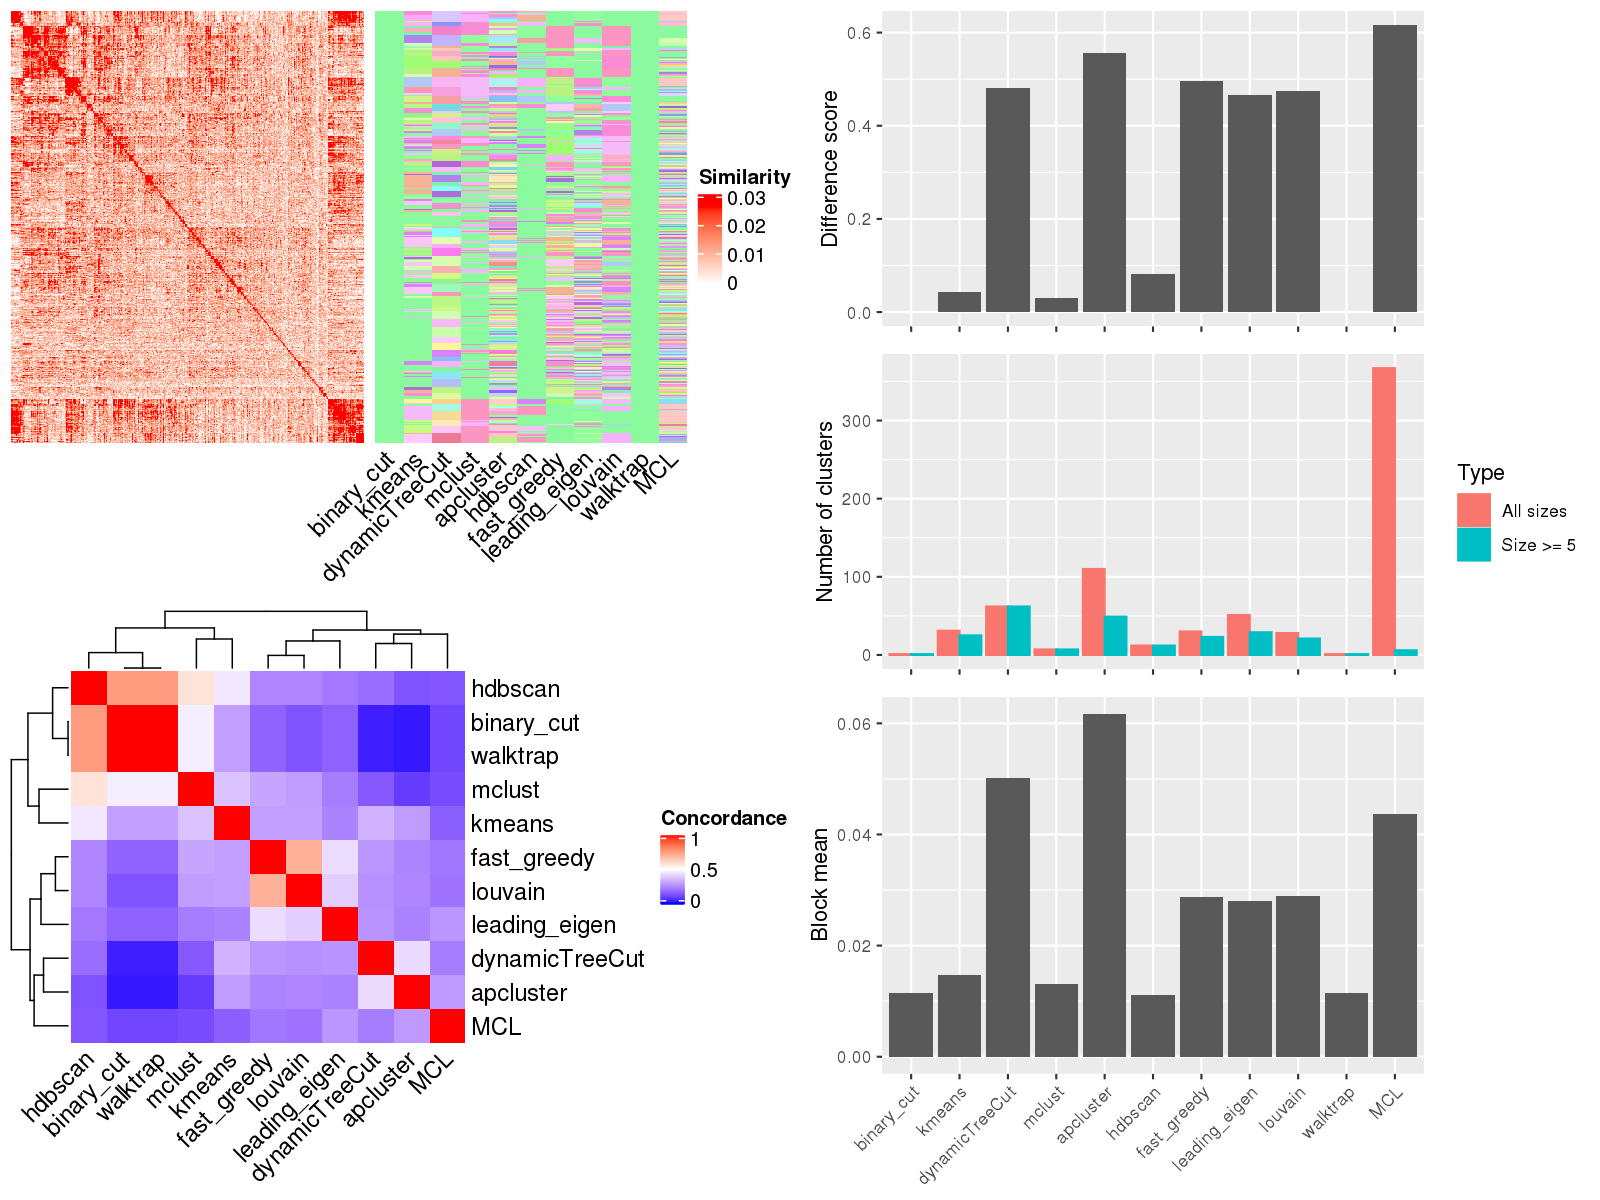 Similarity
0.03
0.02
0.01
0
binary_cut
kmeans
dynamicTreeCut
mclust
apcluster
hdbscan
fast_greedy
leading_eigen
louvain
walktrap
MCL
hdbscan
binary_cut
walktrap
mclust
kmeans
fast_greedy
louvain
leading_eigen
dynamicTreeCut
apcluster
MCL
Concordance
1
0.5
0
hdbscan
binary_cut
walktrap
mclust
kmeans
fast_greedy
louvain
leading_eigen
dynamicTreeCut
apcluster
MCL
Difference score
0.6
0.4
0.2
0.0
Number of clusters
300
200
100
0
Type
All sizes
Size >= 5
Block mean
0.06
0.04
0.02
0.00
binary_cut
kmeans
dynamicTreeCut
mclust
apcluster
hdbscan
fast_greedy
leading_eigen
louvain
walktrap
MCL